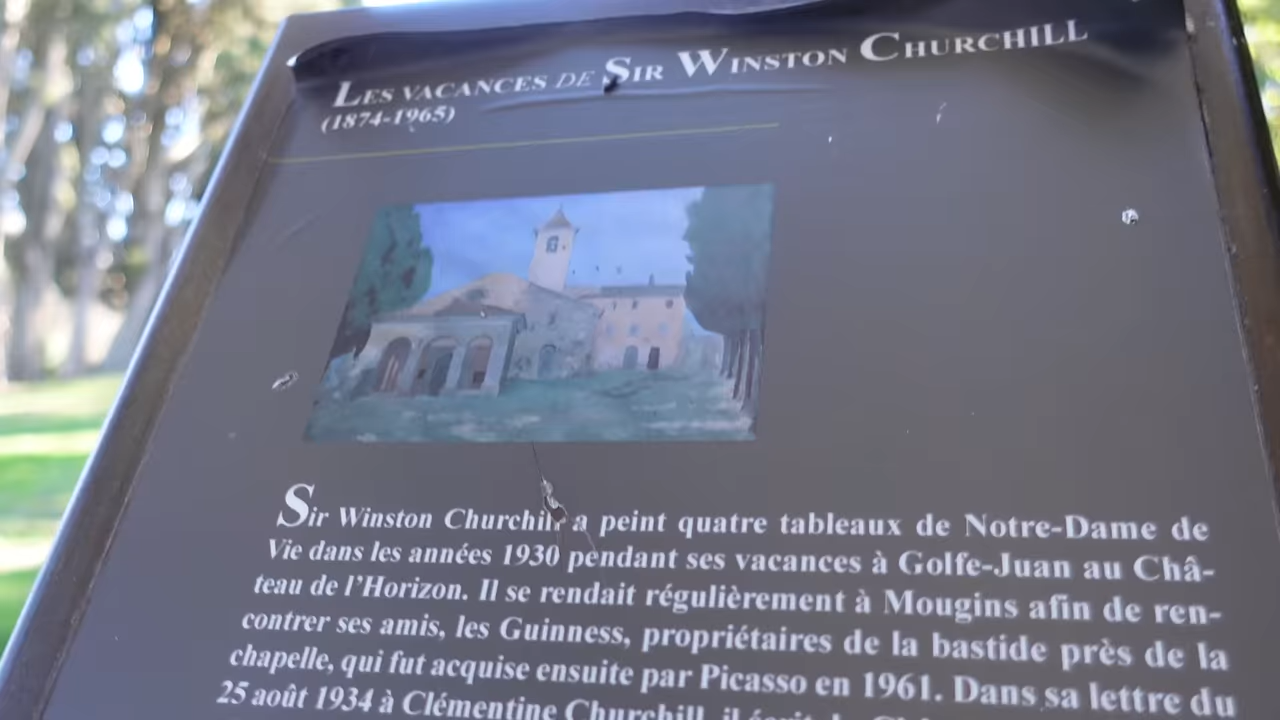 LES VACANCES DE SIR WINSTON CHURCHILL
(1874-1965)
Sir Winston Churchill a peint quatre tableaux de Notre-Dame de
Vie dans les années 1930 pendant ses vacances à Golfe-Juan au Châ-
teau de l'Horizon. Il se rendait régulièrement à Mougins afin de ren-
contrer ses amis, les Guinness, propriétaires de la bastide près de la
chapelle, qui fut acquise ensuite par Picasso en 1961. Dans sa lettre du
25 août 1934 à Clémentine Churchill, il écrit